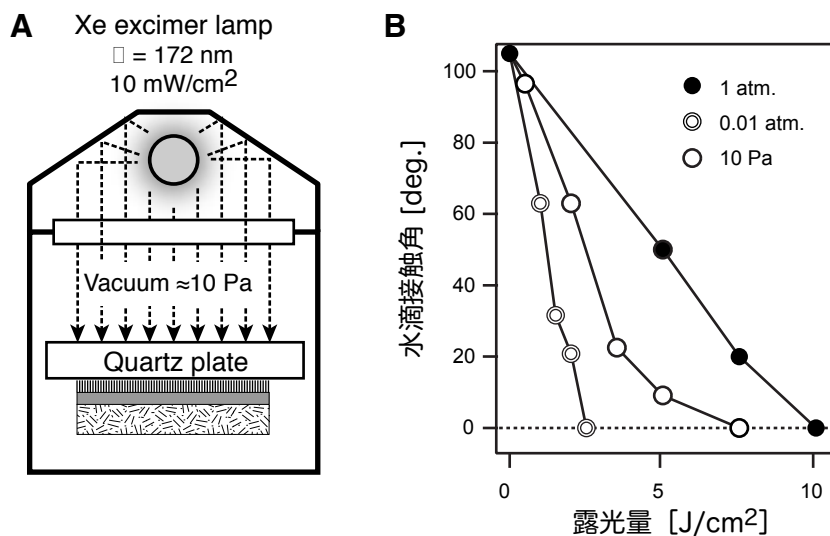 A
Xe excimer lamp
□ = 172 nm
10 mW/cm²
Vacuum ≈10 Pa
Quartz plate
B
水滴接触角 [deg.]
100
80
60
40
20
0
1 atm.
0.01 atm.
10 Pa
0
5
10
露光量 [J/cm²]